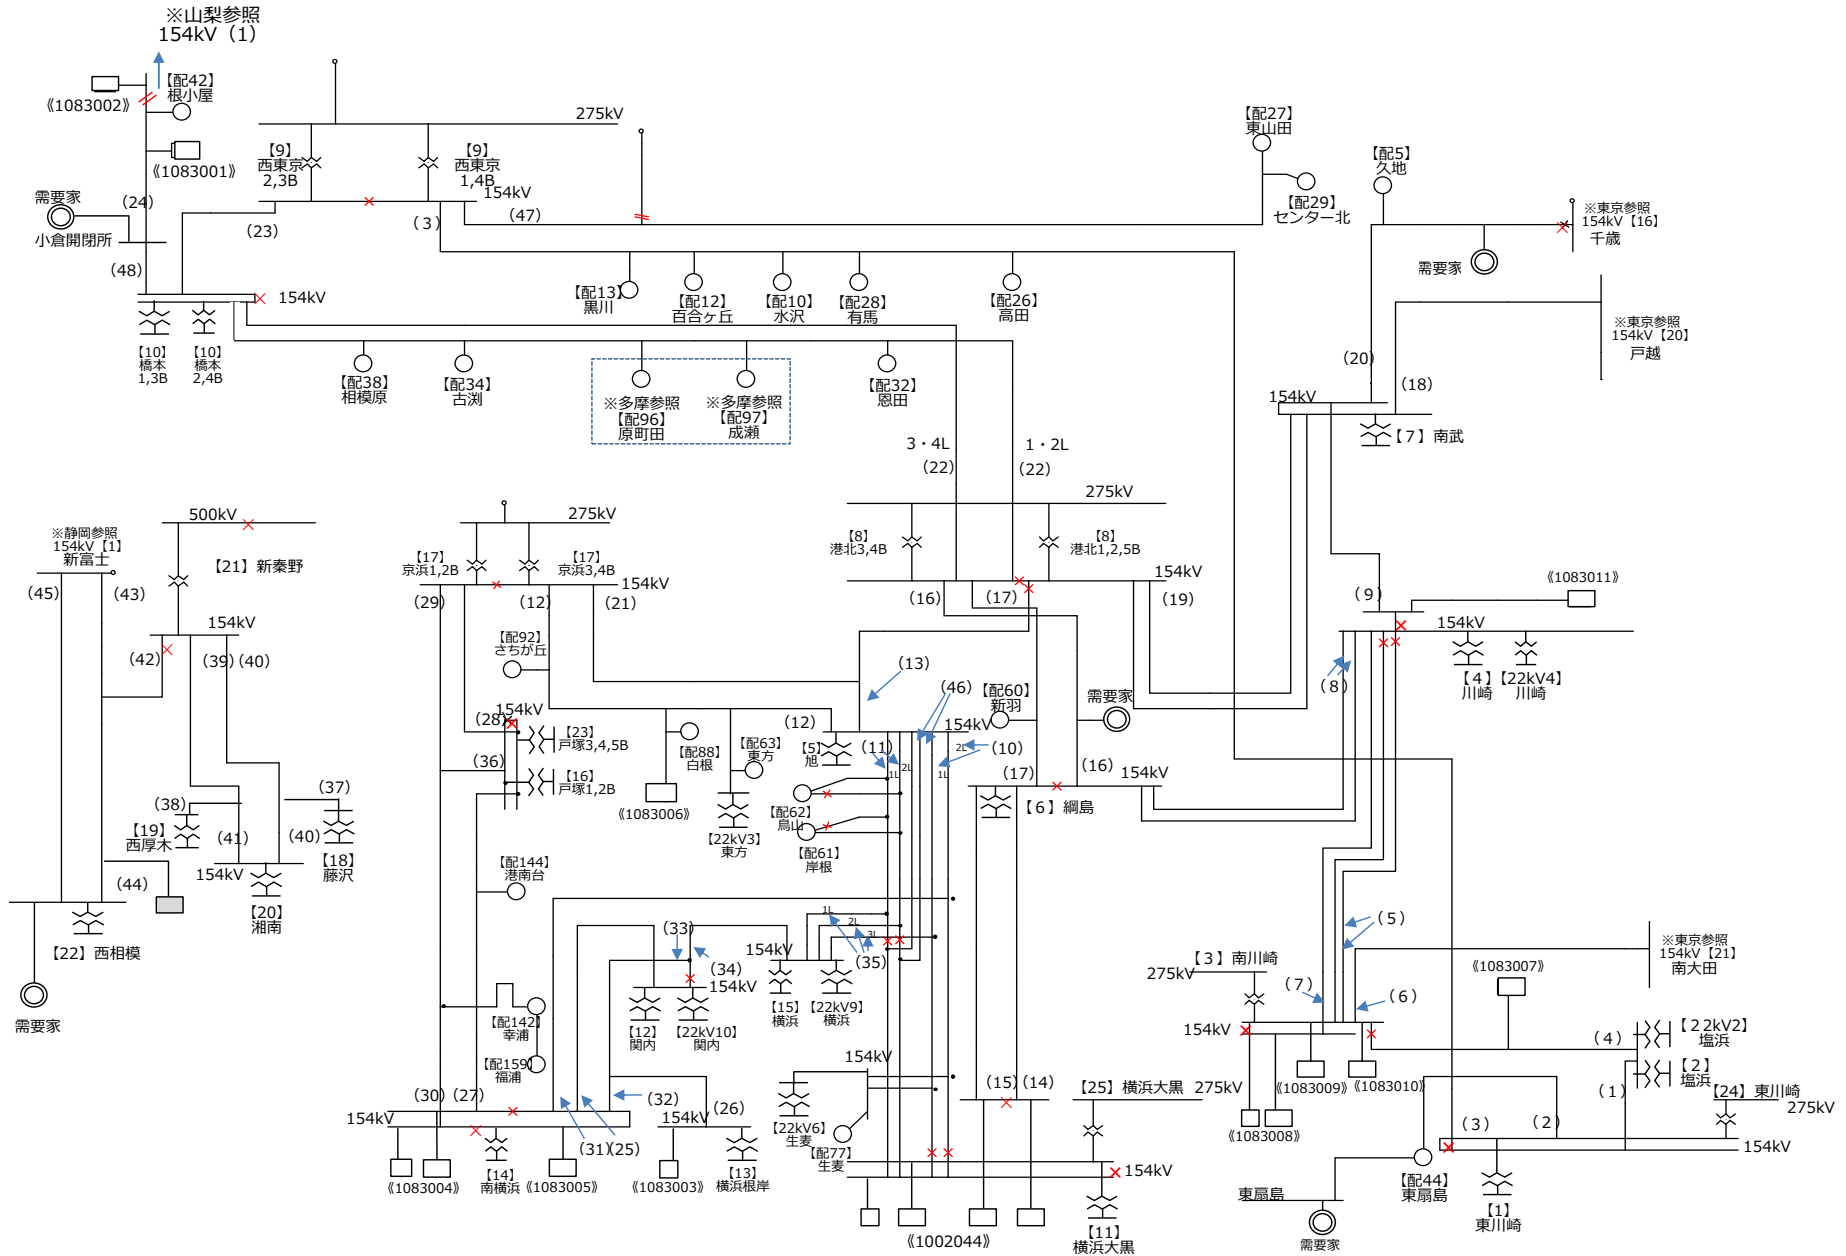 ※山梨参照
154kV（1）
【配42】
根小屋
《1083002》
《1083001》
275kV
【9】
西東京
2,3B
【9】
西東京
1,4B
154kV
需要家
（24）
小倉開閉所
（23）
（3）
（47）
（48）
154kV
【10】
橋本
1,3B
【10】
橋本
2,4B
【配27】
東山田
【配29】
センター北
【配5】
久地
※東京参照
154kV【16】
千歳
需要家
※東京参照
154kV【20】
戸越
【配13】
黒川
【配12】
百合ヶ丘
【配10】
水沢
【配28】
有馬
【配26】
高田
【配38】
相模原
【配34】
古渕
※多摩参照
【配96】
原町田
※多摩参照
【配97】
成瀬
【配32】
恩田
（20）
（18）
154kV
【7】南武
3・4L
（22）
1・2L
（22）
275kV
【8】
港北3,4B
【8】
港北1,2,5B
154kV
（16）
（17）
（19）
500kV
※静岡参照
154kV【1】
新富士
【21】新秦野
（45）
（43）
154kV
（42）
（39）
（40）
（38）
【19】
西厚木
（41）
（37）
（40）
【18】
藤沢
154kV
（44）
【20】
湘南
【22】西相模
需要家
275kV
【17】
京浜1,2B
【17】
京浜3,4B
154kV
（29）
（12）
（21）
【配92】
さちが丘
（28）
154kV
【23】
戸塚3,4,5B
（36）
【16】
戸塚1,2B
【配88】
白根
《1083006》
【配63】
東方
【22kV3】
東方
（12）
【5】
旭
（11）
1L
2L
（13）
（46）
154kV
2L
（10）
1L
【配60】
新羽
需要家
（17）
（16）
154kV
【6】綱島
【配62】
鳥山
【配61】
岸根
（9）
《1083011》
154kV
（8）
【4】
川崎
【22kV4】
川崎
【配144】
港南台
（33）
（34）
154kV
【12】
関内
【22kV10】
関内
1L
2L
3L
154kV
（35）
【15】
横浜
【22kV9】
横浜
【配142】
幸浦
【配159】
福浦
（30）
（27）
154kV
《1083004》
【14】
南横浜
《1083005》
（31）
（25）
（32）
（26）
154kV
《1083003》
【13】
横浜根岸
154kV
【22kV6】
生麦
【配77】
生麦
（15）
（14）
【25】横浜大黒
275kV
154kV
《1002044》
【11】
横浜大黒
（5）
【3】南川崎
275kV
（7）
（6）
154kV
《1083009》
《1083010》
《1083008》
《1083007》
※東京参照
154kV【21】
南大田
（4）
【22kV2】
塩浜
【2】
塩浜
（1）
【24】東川崎
275kV
（3）
（2）
154kV
【配44】
東扇島
東扇島
需要家
【1】
東川崎